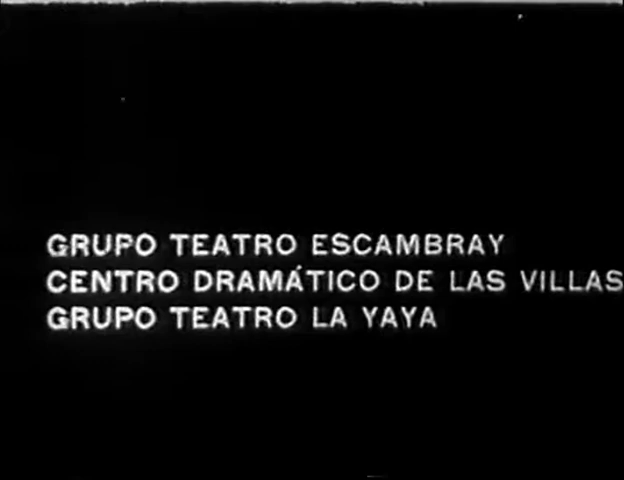 GRUPO TEATRO ESCAMBRAY
CENTRO DRAMÁTICO DE LAS VILLAS
GRUPO TEATRO LA YAYA